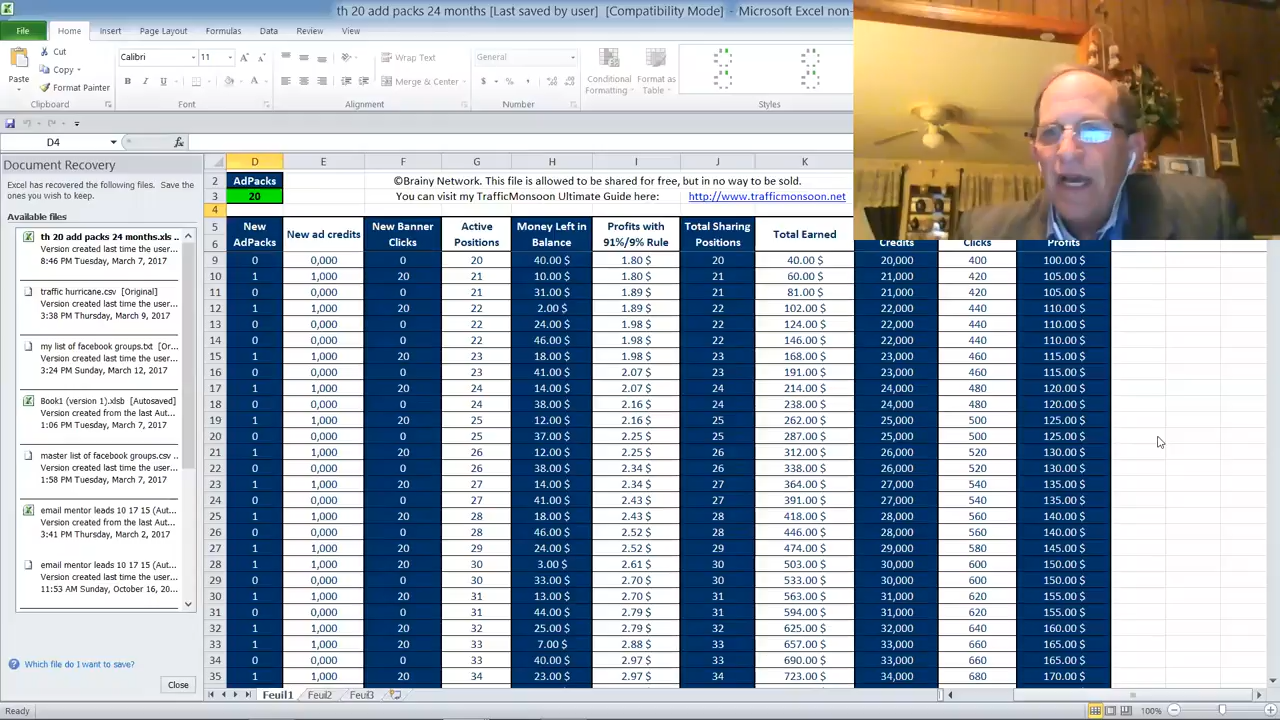 th 20 add packs 24 months [Last saved by user] [Compatibility Mode] - Microsoft Excel non-
File Home Insert Page Layout Formulas Data Review View
Paste
Cut
Copy
Format Painter
Clipboard
Calibri 11
B I U
Font
Wrap Text
Merge & Center
Alignment
General
$ % ,
Number
Conditional Formatting
Format as Table
Styles
D4 fx
Document Recovery
Excel has recovered the following files. Save the
ones you wish to keep.
Available files
th 20 add packs 24 months.xls ..
Version created last time the user...
8:46 PM Tuesday, March 7, 2017
traffic hurricane.csv [Original]
Version created last time the user...
3:38 PM Thursday, March 9, 2017
my list of facebook groups.txt [Or...
Version created last time the user...
3:24 PM Sunday, March 12, 2017
Book1 (version 1).xlsb [Autosaved]
Version created from the last Aut...
1:06 PM Tuesday, March 7, 2017
master list of facebook groups.csv ...
Version created last time the user...
1:58 PM Tuesday, March 7, 2017
email mentor leads 10 17 15 (Aut...
Version created from the last Aut...
3:41 PM Thursday, March 2, 2017
email mentor leads 10 17 15 (Aut...
Version created last time the user...
11:53 AM Sunday, October 16, 20...
Which file do I want to save?
Close
D E F G H I J K
2 AdPacks ©Brainy Network. This file is allowed to be shared for free, but in no way to be sold.
3 20 You can visit my TrafficMonsoon Ultimate Guide here: http://www.trafficmonsoon.net
4
5 New New Banner Active Money Left in Profits with Total Sharing
New ad credits Total Earned
6 AdPacks Clicks Positions Balance 91%/9% Rule Positions Credits Clicks Profits
9 0 0,000 0 20 40.00 $ 1.80 $ 20 40.00 $ 20,000 400 100.00 $
10 1 1,000 20 21 10.00 $ 1.80 $ 21 60.00 $ 21,000 420 105.00 $
11 0 0,000 0 21 31.00 $ 1.89 $ 21 81.00 $ 21,000 420 105.00 $
12 1 1,000 20 22 2.00 $ 1.89 $ 22 102.00 $ 22,000 440 110.00 $
13 0 0,000 0 22 24.00 $ 1.98 $ 22 124.00 $ 22,000 440 110.00 $
14 0 0,000 0 22 46.00 $ 1.98 $ 22 146.00 $ 22,000 440 110.00 $
15 1 1,000 20 23 18.00 $ 1.98 $ 23 168.00 $ 23,000 460 115.00 $
16 0 0,000 0 23 41.00 $ 2.07 $ 23 191.00 $ 23,000 460 115.00 $
17 1 1,000 20 24 14.00 $ 2.07 $ 24 214.00 $ 24,000 480 120.00 $
18 0 0,000 0 24 38.00 $ 2.16 $ 24 238.00 $ 24,000 480 120.00 $
19 1 1,000 20 25 12.00 $ 2.16 $ 25 262.00 $ 25,000 500 125.00 $
20 0 0,000 0 25 37.00 $ 2.25 $ 25 287.00 $ 25,000 500 125.00 $
21 1 1,000 20 26 12.00 $ 2.25 $ 26 312.00 $ 26,000 520 130.00 $
22 0 0,000 0 26 38.00 $ 2.34 $ 26 338.00 $ 26,000 520 130.00 $
23 1 1,000 20 27 14.00 $ 2.34 $ 27 364.00 $ 27,000 540 135.00 $
24 0 0,000 0 27 41.00 $ 2.43 $ 27 391.00 $ 27,000 540 135.00 $
25 1 1,000 20 28 18.00 $ 2.43 $ 28 418.00 $ 28,000 560 140.00 $
26 0 0,000 0 28 46.00 $ 2.52 $ 28 446.00 $ 28,000 560 140.00 $
27 1 1,000 20 29 24.00 $ 2.52 $ 29 474.00 $ 29,000 580 145.00 $
28 1 1,000 20 30 3.00 $ 2.61 $ 30 503.00 $ 30,000 600 150.00 $
29 0 0,000 0 30 33.00 $ 2.70 $ 30 533.00 $ 30,000 600 150.00 $
30 1 1,000 20 31 13.00 $ 2.70 $ 31 563.00 $ 31,000 620 155.00 $
31 0 0,000 0 31 44.00 $ 2.79 $ 31 594.00 $ 31,000 620 155.00 $
32 1 1,000 20 32 25.00 $ 2.79 $ 32 625.00 $ 32,000 640 160.00 $
33 1 1,000 20 33 7.00 $ 2.88 $ 33 657.00 $ 33,000 660 165.00 $
34 0 0,000 0 33 40.00 $ 2.97 $ 33 690.00 $ 33,000 660 165.00 $
35 1 1,000 20 34 23.00 $ 2.97 $ 34 723.00 $ 34,000 680 170.00 $
Feuil1 Feuil2 Feuil3
Ready 100%